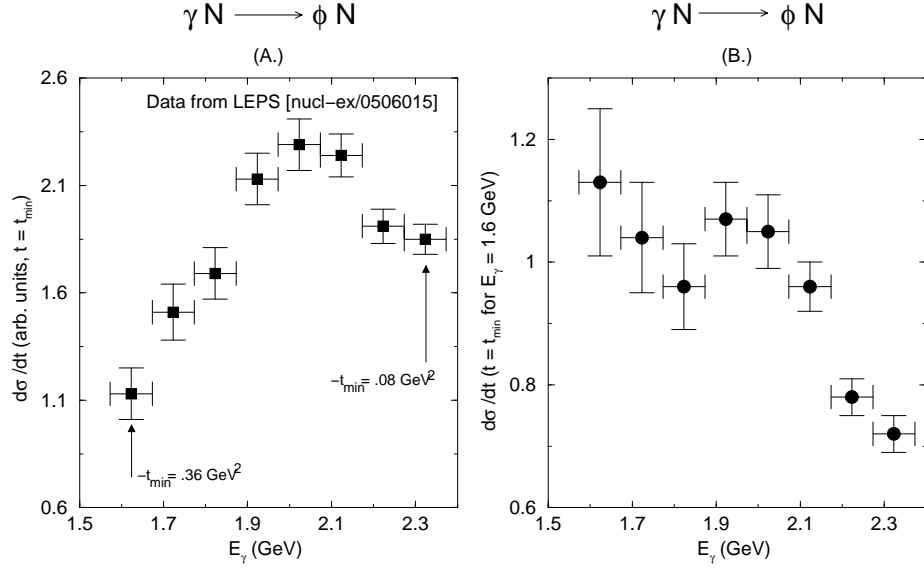 γ N ⟶ φ N
(A.)
Data from LEPS [nucl−ex/0506015]
2.6
2.1
1.6
1.1
0.6
dσ/dt (arb. units, t = t_min)
−t_min = .08 GeV²
−t_min = .36 GeV²
1.5 1.7 1.9 2.1 2.3
E_γ (GeV)
γ N ⟶ φ N
(B.)
1.2
1
0.8
0.6
dσ/dt (t = t_min for E_γ = 1.6 GeV)
1.5 1.7 1.9 2.1 2.3
E_γ (GeV)